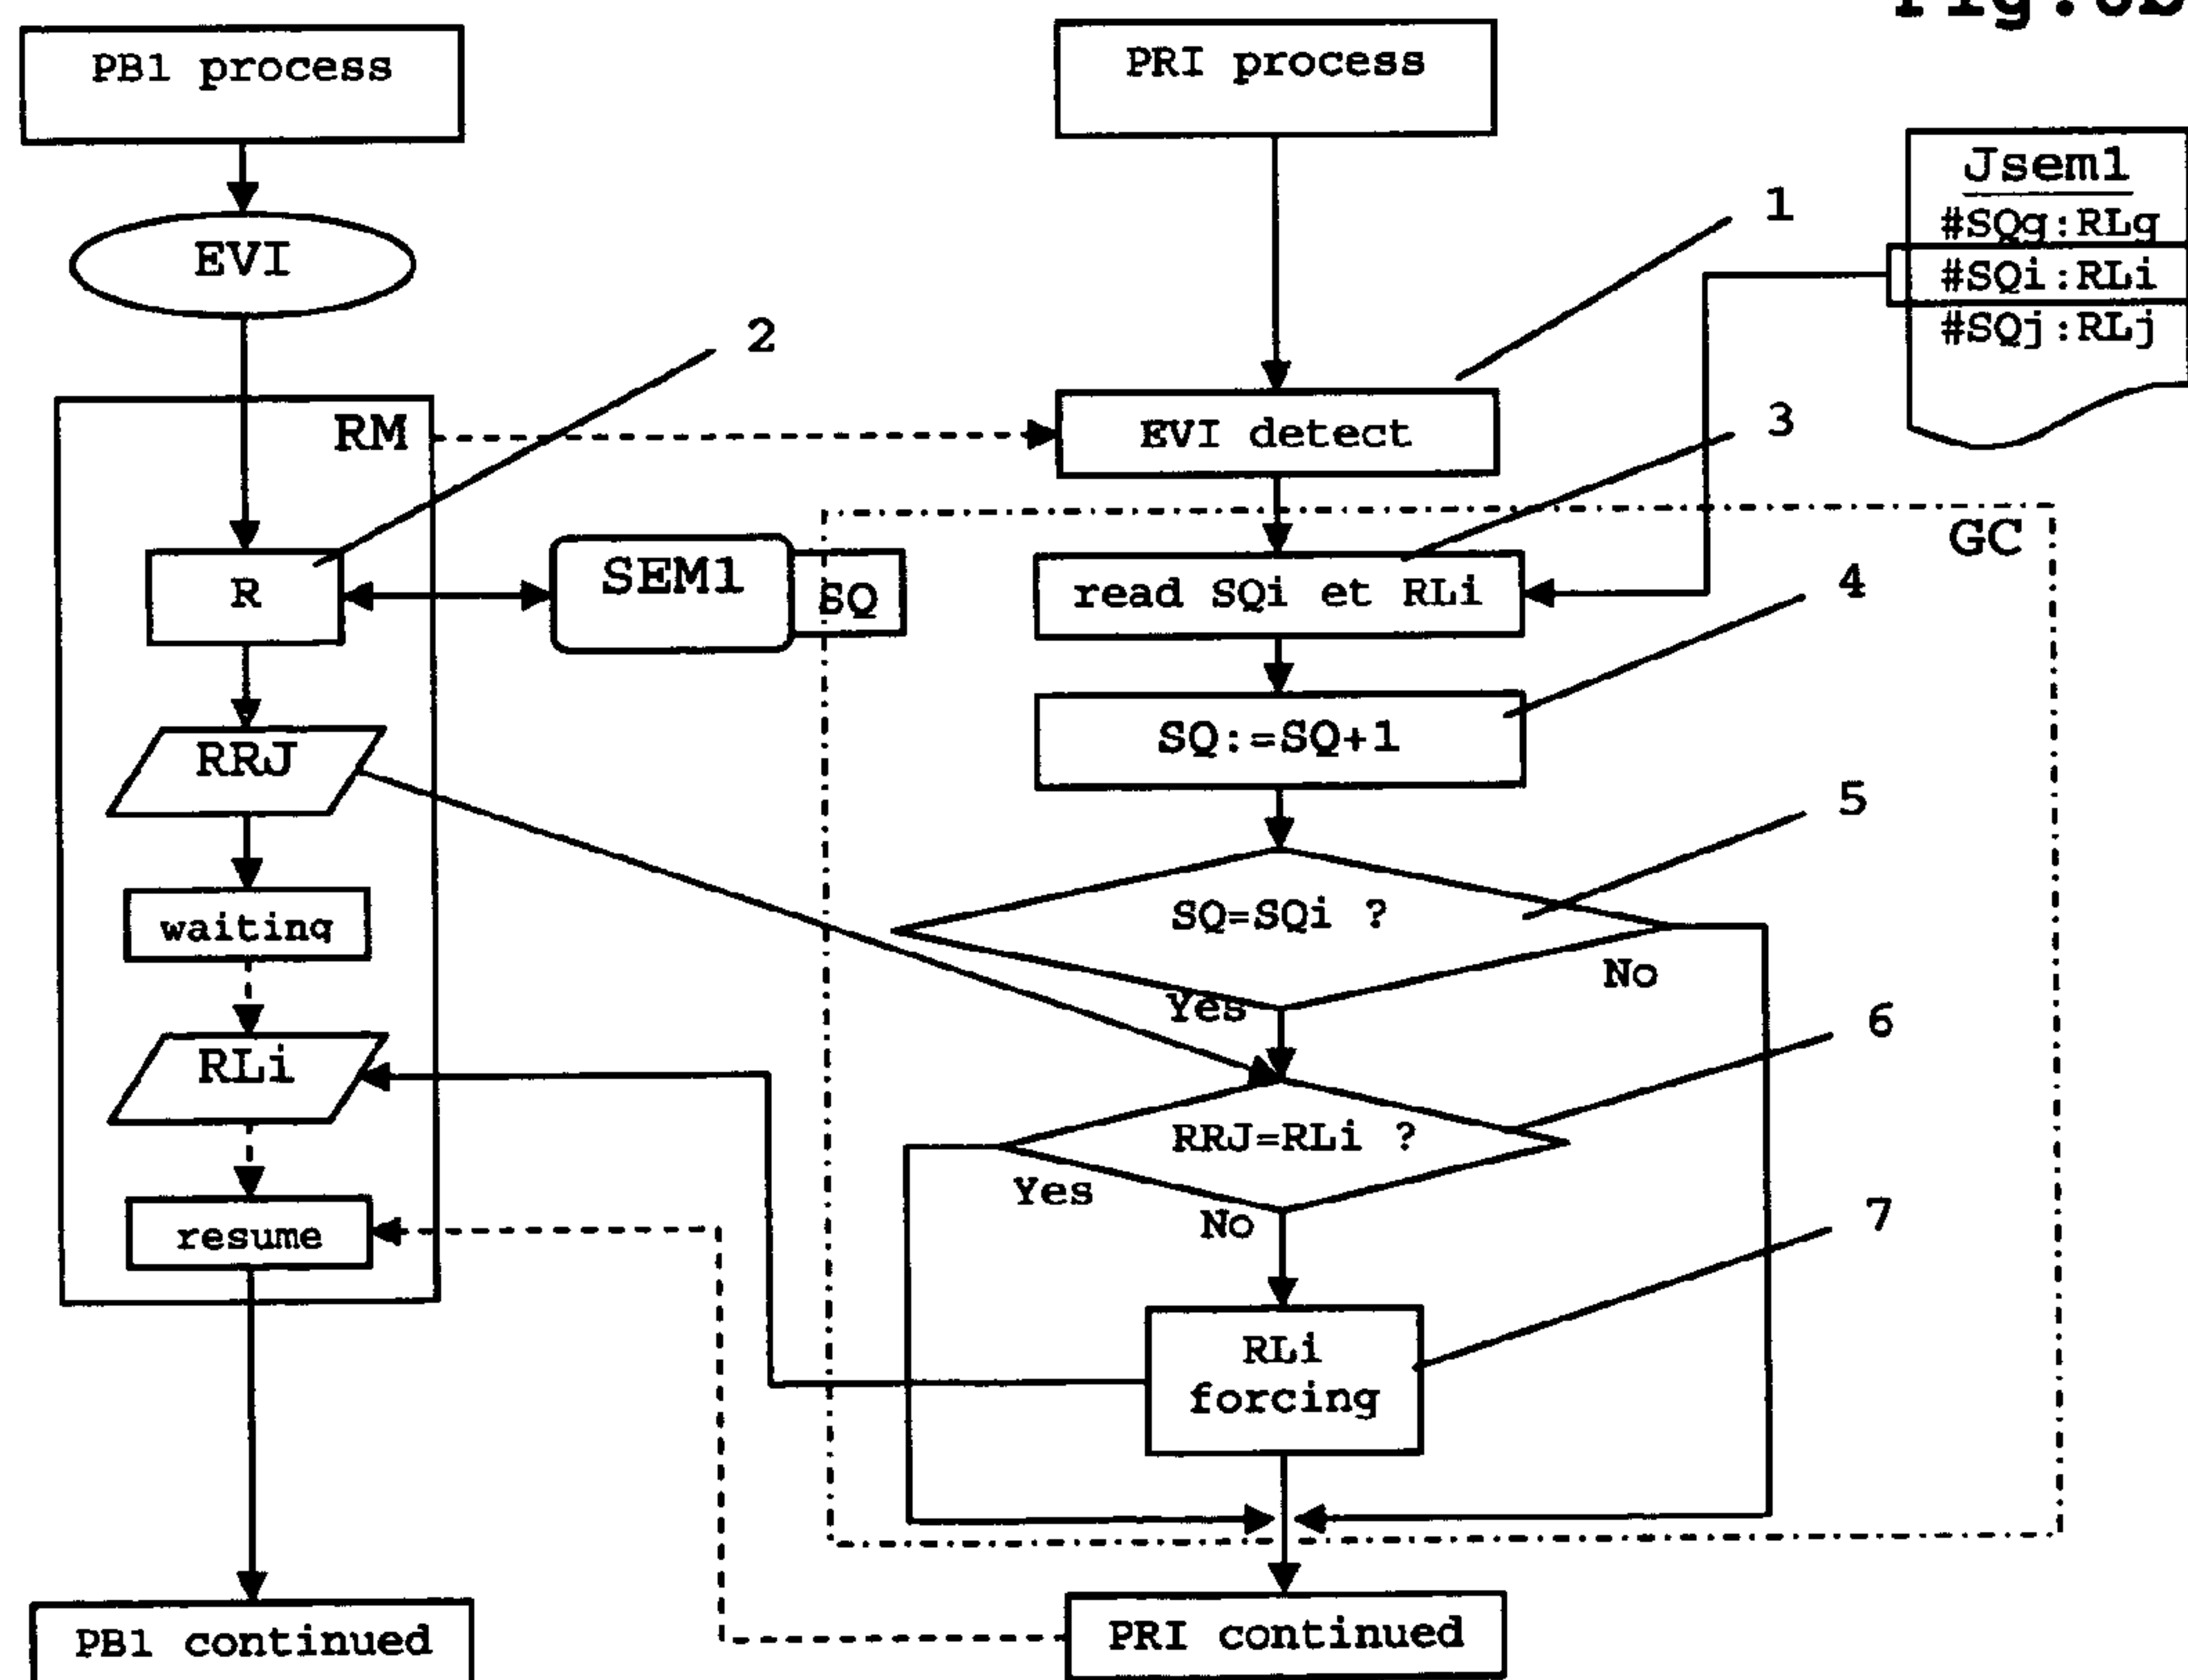 PB1 process
PRI process
Jsem1
#SQg:RLg
#SQi:RLi
#SQj:RLj
1
EVI
2
RM
EVI detect
3
GC
R
SEM1
SQ
read SQi et RLi
4
RRJ
SQ:=SQ+1
5
waiting
SQ=SQi ?
No
Yes
6
RLi
RRJ=RLi ?
Yes
No
7
resume
RLi
forcing
PB1 continued
PRI continued